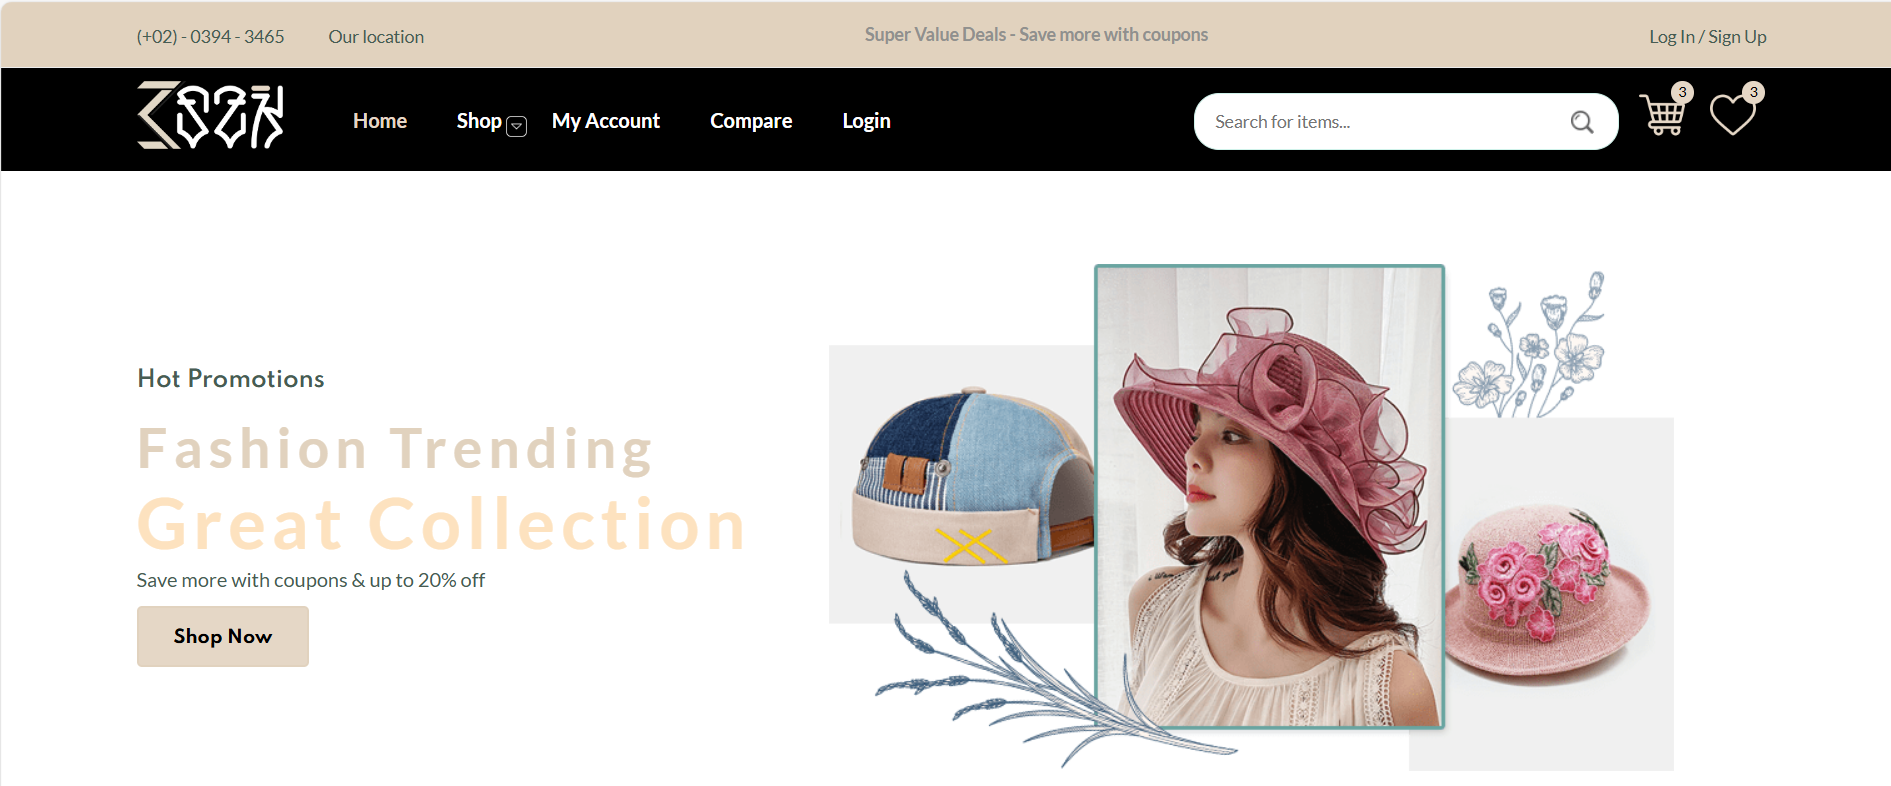 (+02) - 0394 - 3465
Our location
Super Value Deals - Save more with coupons
Log In / Sign Up
Home
Shop
My Account
Compare
Login
Search for items...
3
3
Hot Promotions
Fashion Trending
Great Collection
Save more with coupons & up to 20% off
Shop Now